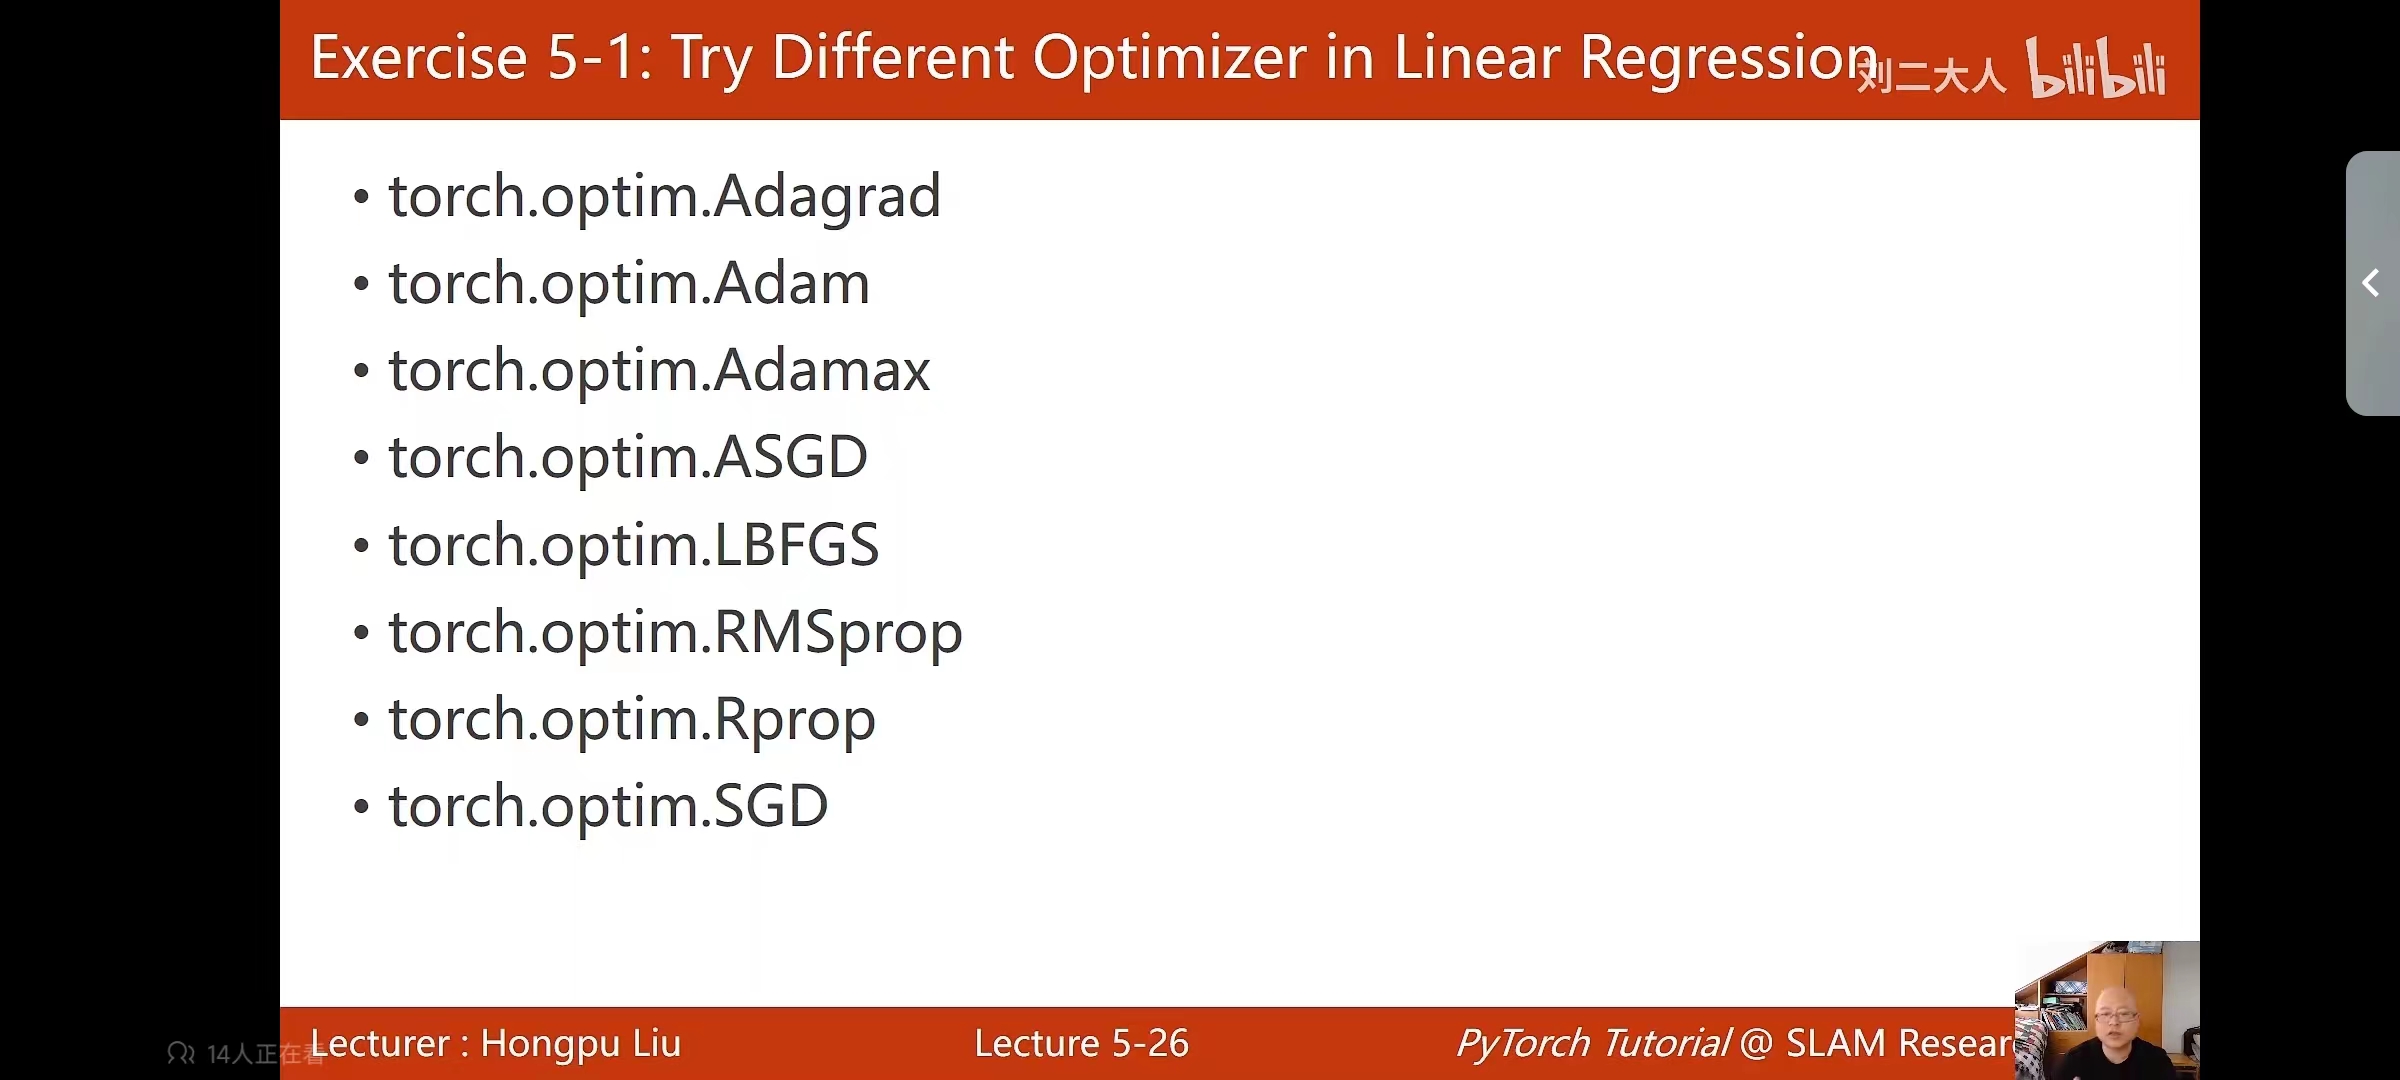 Exercise 5-1: Try Different Optimizer in Linear Regression
刘二大人 bilibili
• torch.optim.Adagrad
• torch.optim.Adam
• torch.optim.Adamax
• torch.optim.ASGD
• torch.optim.LBFGS
• torch.optim.RMSprop
• torch.optim.Rprop
• torch.optim.SGD
14人正在看
Lecturer : Hongpu Liu
Lecture 5-26
PyTorch Tutorial @ SLAM Resear